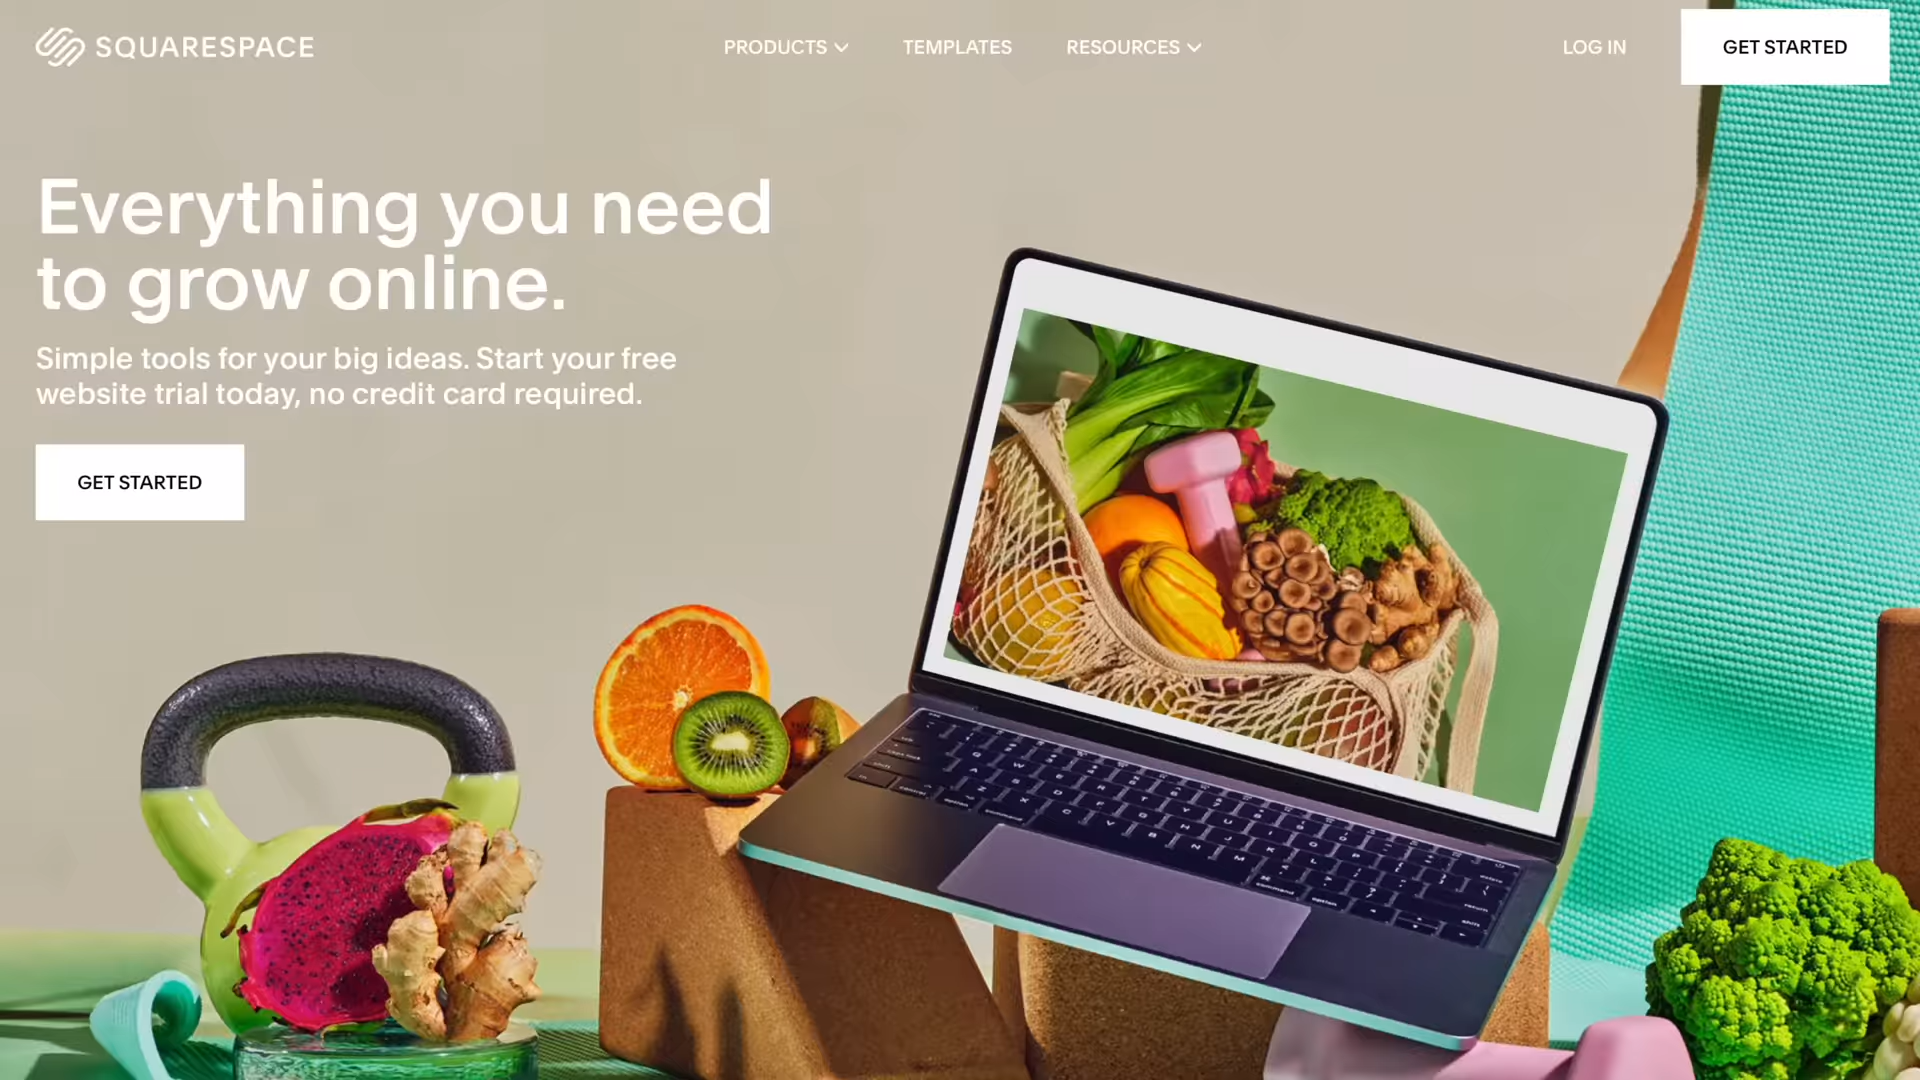 SQUARESPACE
PRODUCTS
TEMPLATES
RESOURCES
LOG IN
GET STARTED
Everything you need
to grow online.
Simple tools for your big ideas. Start your free
website trial today, no credit card required.
GET STARTED